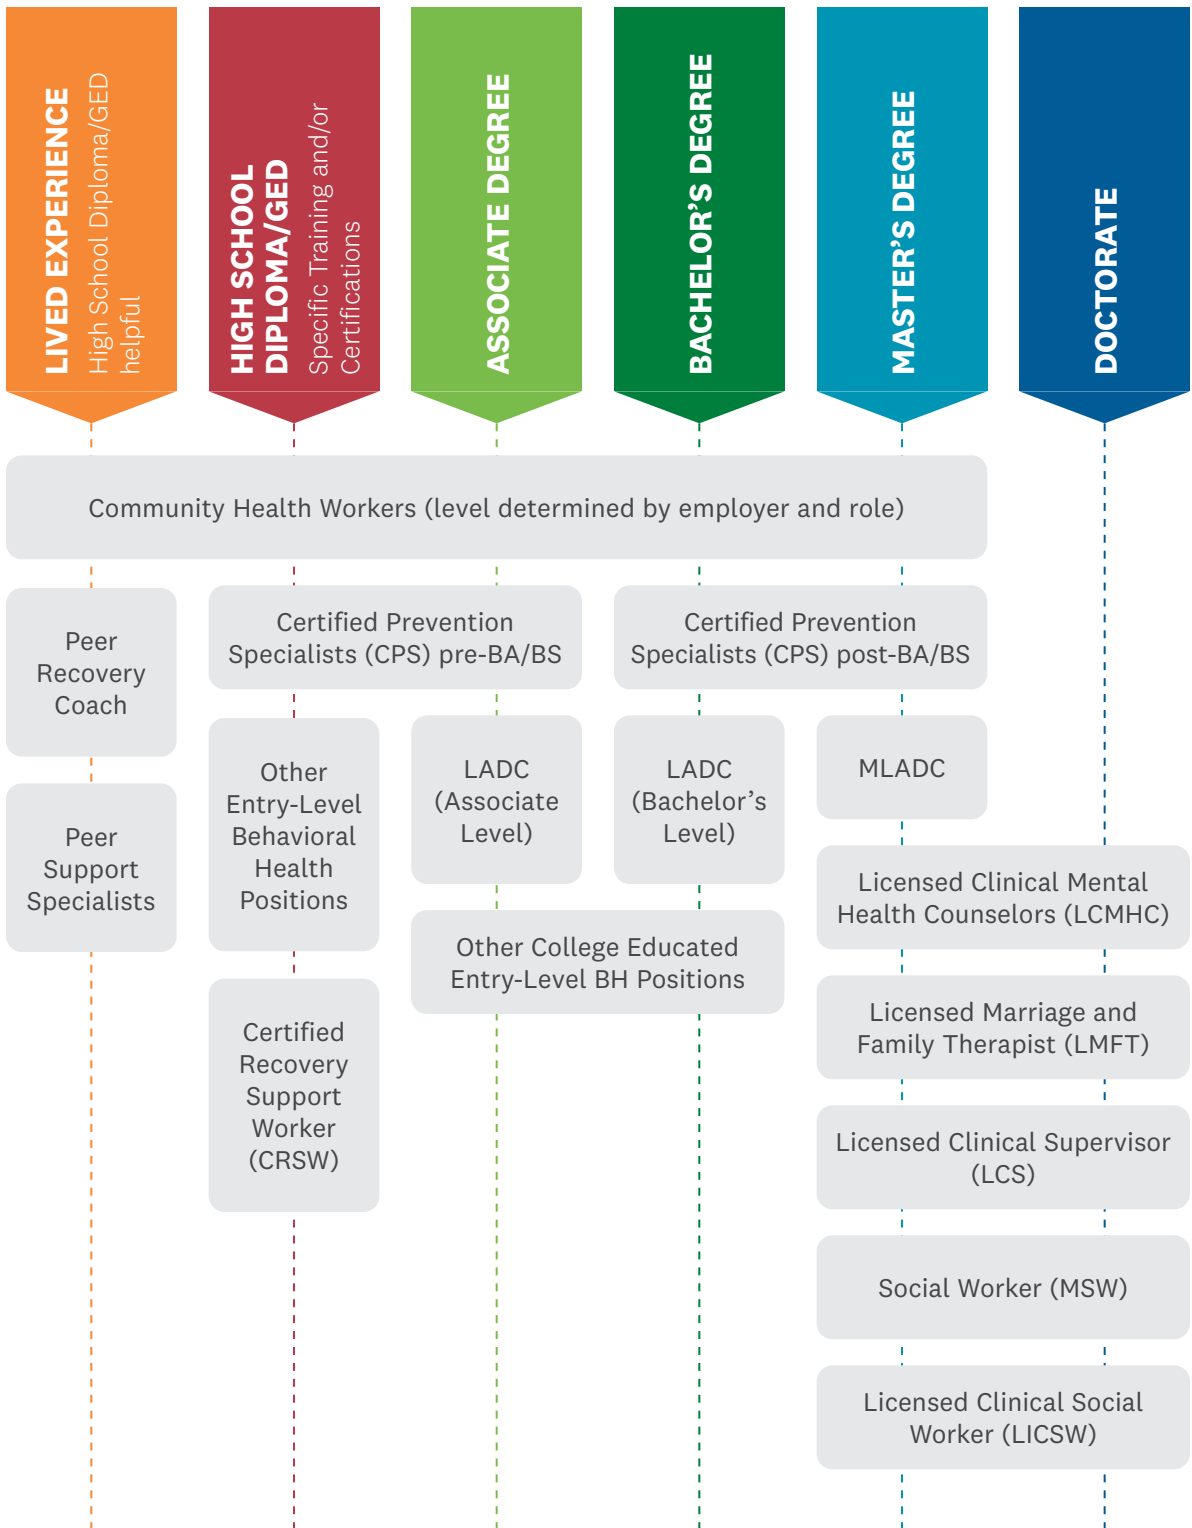 LIVED EXPERIENCE
High School Diploma/GED
helpful
HIGH SCHOOL
DIPLOMA/GED
Specific Training and/or
Certifications
ASSOCIATE DEGREE
BACHELOR'S DEGREE
MASTER'S DEGREE
DOCTORATE
Community Health Workers (level determined by employer and role)
Peer
Recovery
Coach
Certified Prevention
Specialists (CPS) pre-BA/BS
Certified Prevention
Specialists (CPS) post-BA/BS
Peer
Support
Specialists
Other
Entry-Level
Behavioral
Health
Positions
LADC
(Associate
Level)
LADC
(Bachelor's
Level)
MLADC
Licensed Clinical Mental
Health Counselors (LCMHC)
Other College Educated
Entry-Level BH Positions
Certified
Recovery
Support
Worker
(CRSW)
Licensed Marriage and
Family Therapist (LMFT)
Licensed Clinical Supervisor
(LCS)
Social Worker (MSW)
Licensed Clinical Social
Worker (LICSW)